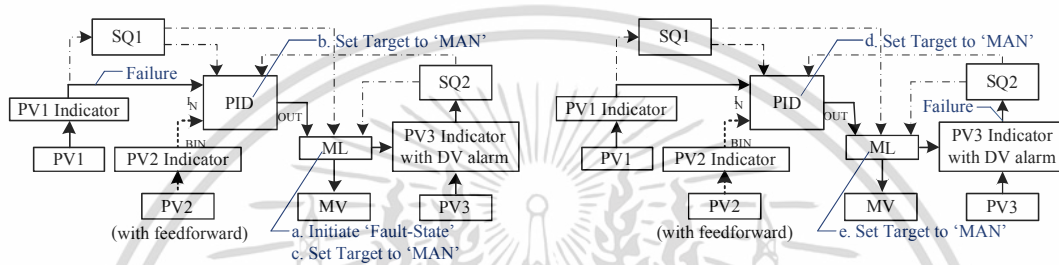 SQ1
b. Set Target to ‘MAN’
Failure
SQ2
PID
IN
PV1 Indicator
OUT
BIN
PV1
PV2 Indicator
ML
PV3 Indicator
with DV alarm
PV2
MV
PV3
(with feedforward)
a. Initiate ‘Fault-State’
c. Set Target to ‘MAN’
SQ1
d. Set Target to ‘MAN’
SQ2
PID
Failure
IN
PV1 Indicator
OUT
BIN
PV1
PV2 Indicator
ML
PV3 Indicator
with DV alarm
PV2
MV
PV3
(with feedforward)
e. Set Target to ‘MAN’